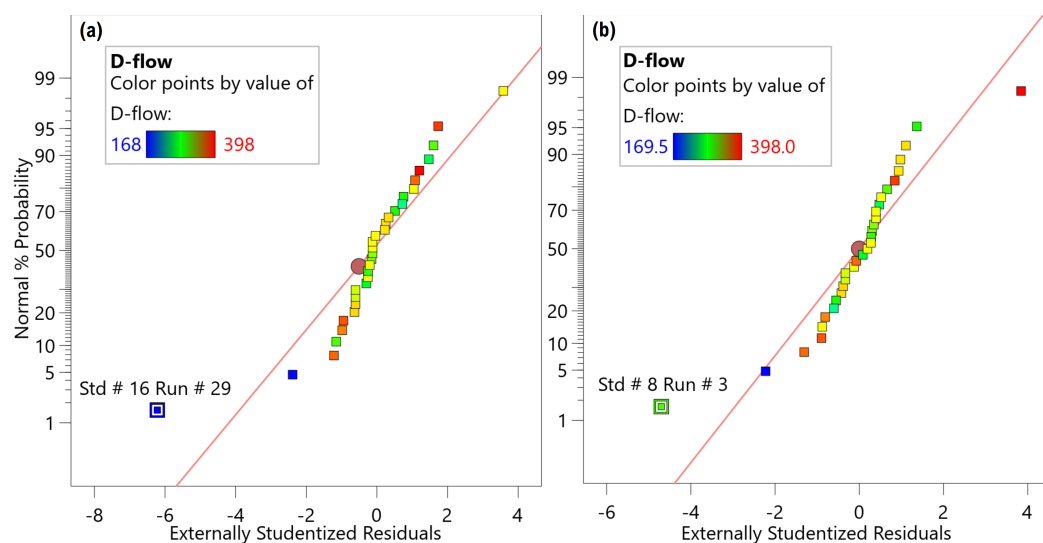 (a)
D-flow
Color points by value of
D-flow:
168 398
99
95
90
70
50
20
10
5
1
Normal % Probability
Std # 16 Run # 29
-8 -6 -4 -2 0 2 4
Externally Studentized Residuals
(b)
D-flow
Color points by value of
D-flow:
169.5 398.0
99
95
90
70
50
30
20
10
5
1
Std # 8 Run # 3
-6 -4 -2 0 2 4
Externally Studentized Residuals